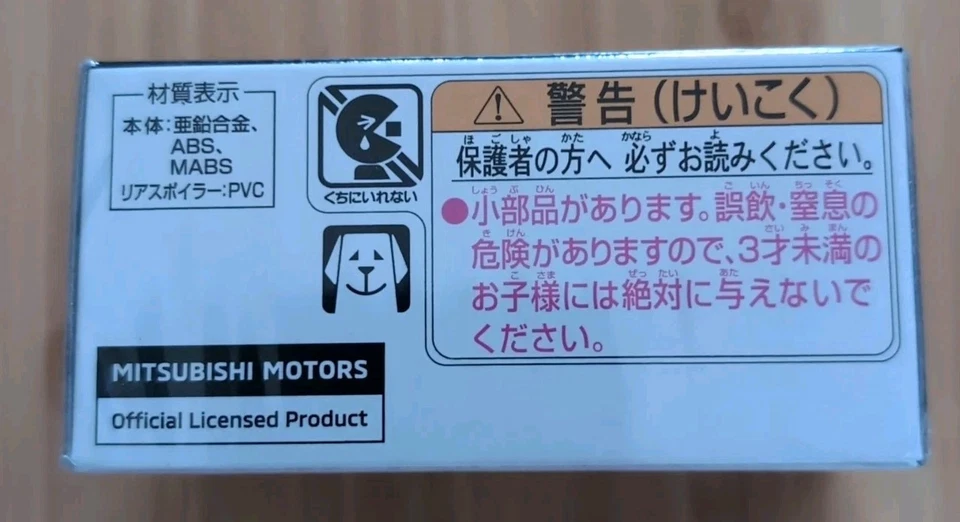 材質表示
本体:亜鉛合金、
ABS、
MABS
リアスポイラー:PVC
くちにいれない
警告(けいこく)
保護者の方へ 必ずお読みください。
●小部品があります。誤飲・窒息の
危険がありますので、3才未満の
お子様には絶対に与えないで
ください。
MITSUBISHI MOTORS
Official Licensed Product